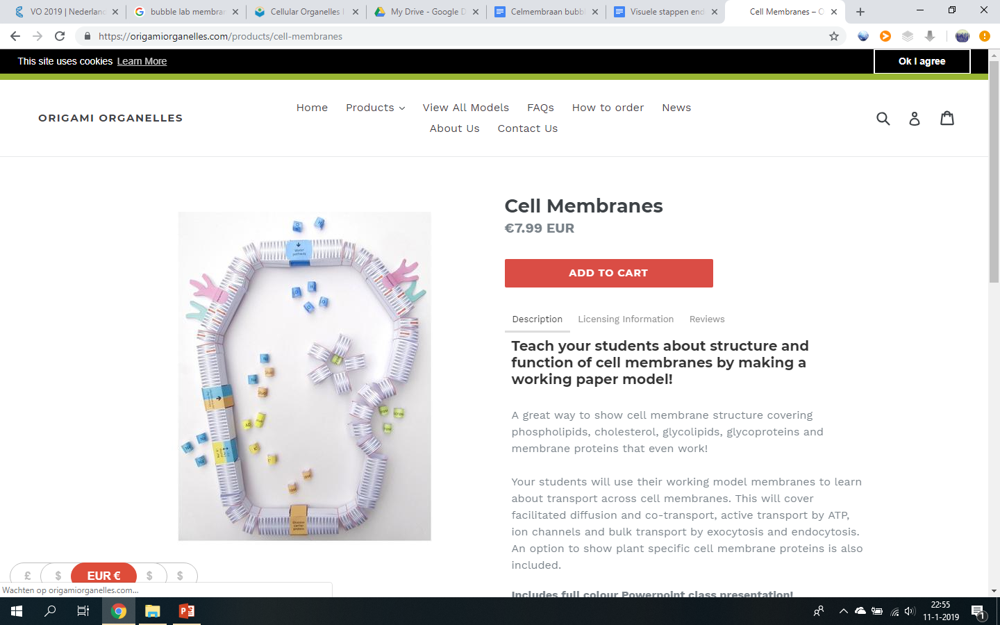 VO 2019 | Nederlan
bubble lab membran
Cellular Organelles
My Drive - Google D
Celmembraan bubb
Visuele stappen end
Cell Membranes – O
https://origamiorganelles.com/products/cell-membranes
This site uses cookies Learn More
Ok I agree
ORIGAMI ORGANELLES
Home Products View All Models FAQs How to order News
About Us Contact Us
Cell Membranes
€7.99 EUR
ADD TO CART
Description Licensing Information Reviews
Teach your students about structure and
function of cell membranes by making a
working paper model!
A great way to show cell membrane structure covering
phospholipids, cholesterol, glycolipids, glycoproteins and
membrane proteins that even work!
Your students will use their working model membranes to learn
about transport across cell membranes. This will cover
facilitated diffusion and co-transport, active transport by ATP,
ion channels and bulk transport by exocytosis and endocytosis.
An option to show plant specific cell membrane proteins is also
included.
Includes full colour Powerpoint class presentation!
Water
pathway
Glucose
carrier
protein
£ $ EUR € $ $
Wachten op origamiorganelles.com...
22:55
11-1-2019
1